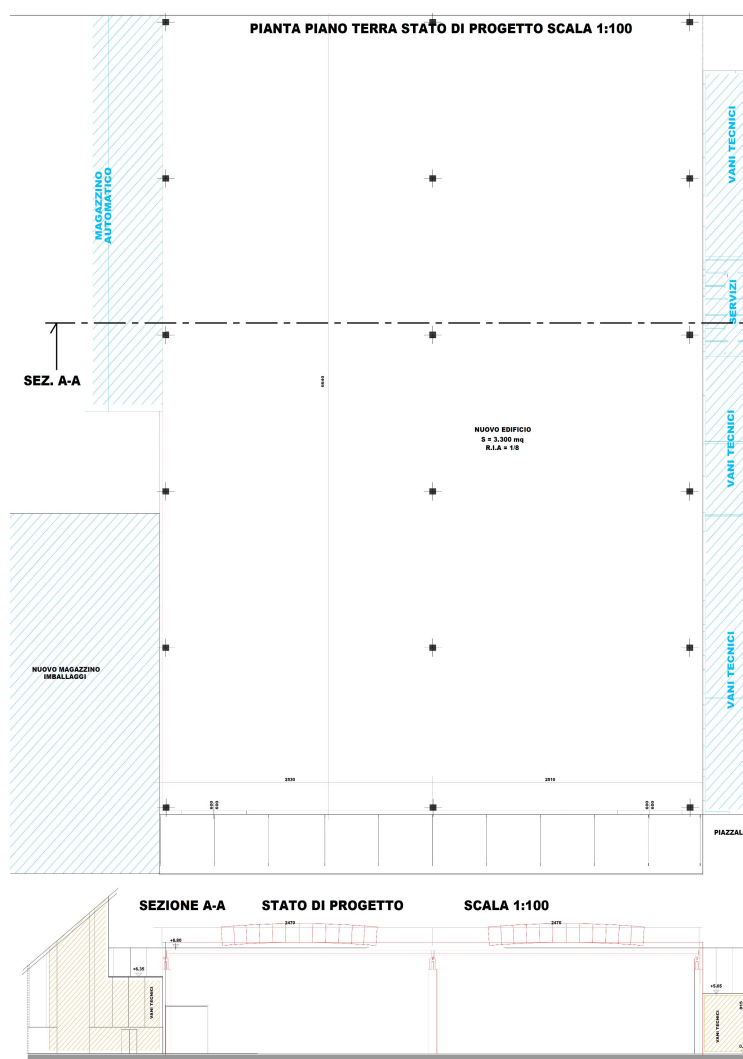 PIANTA PIANO TERRA STATO DI PROGETTO SCALA 1:100
MAGAZZINO
AUTOMATICO
VANI TECNICI
SERVIZI
SEZ. A-A
NUOVO EDIFICIO
S = 3.300 mq
R.I.A = 1/8
VANI TECNICI
VANI TECNICI
NUOVO MAGAZZINO
IMBALLAGGI
2530
2510
PIAZZAL
SEZIONE A-A STATO DI PROGETTO SCALA 1:100
2470
2470
+6.35
VANI TECNICI
+5.05
VANI TECNICI